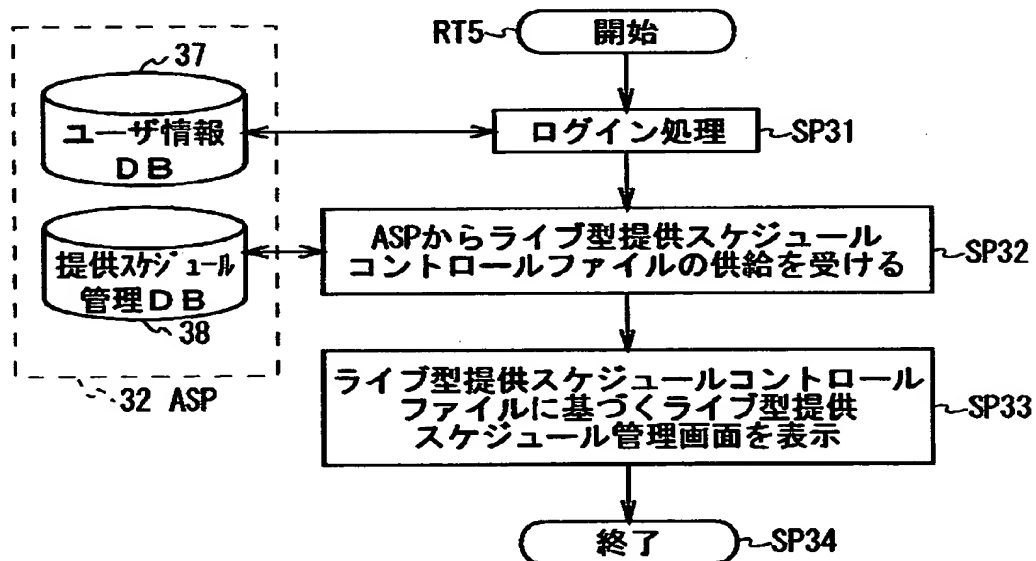 RT5
開始
37
ユーザ情報
DB
ログイン処理
SP31
提供スケジュール
管理DB
38
32 ASP
ASPからライブ型提供スケジュール
コントロールファイルの供給を受ける
SP32
ライブ型提供スケジュールコントロール
ファイルに基づくライブ型提供
スケジュール管理画面を表示
SP33
終了
SP34